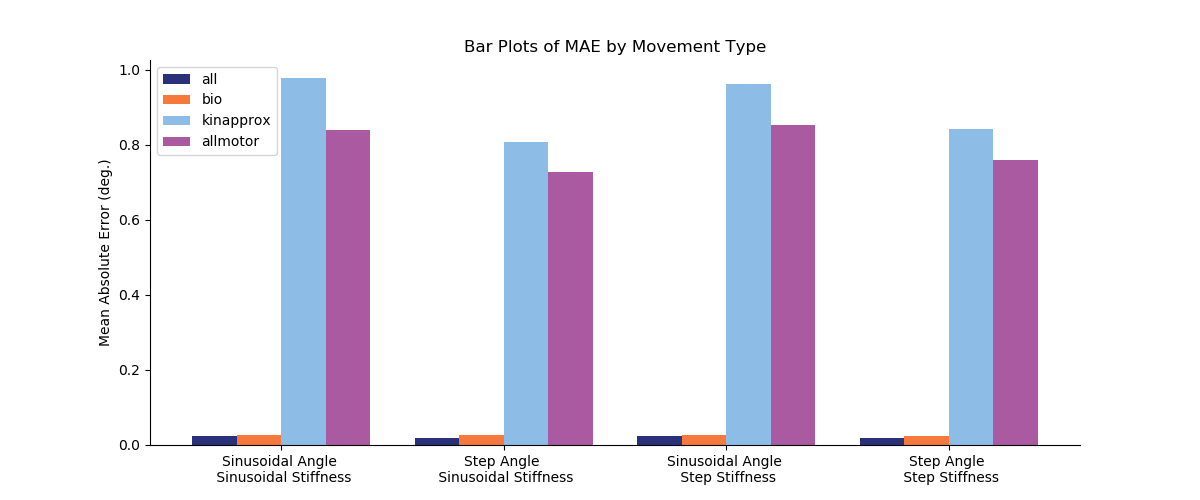 Bar Plots of MAE by Movement Type
Mean Absolute Error (deg.)
1.0
0.8
0.6
0.4
0.2
0.0
all
bio
kinapprox
allmotor
Sinusoidal Angle
Sinusoidal Stiffness
Step Angle
Sinusoidal Stiffness
Sinusoidal Angle
Step Stiffness
Step Angle
Step Stiffness